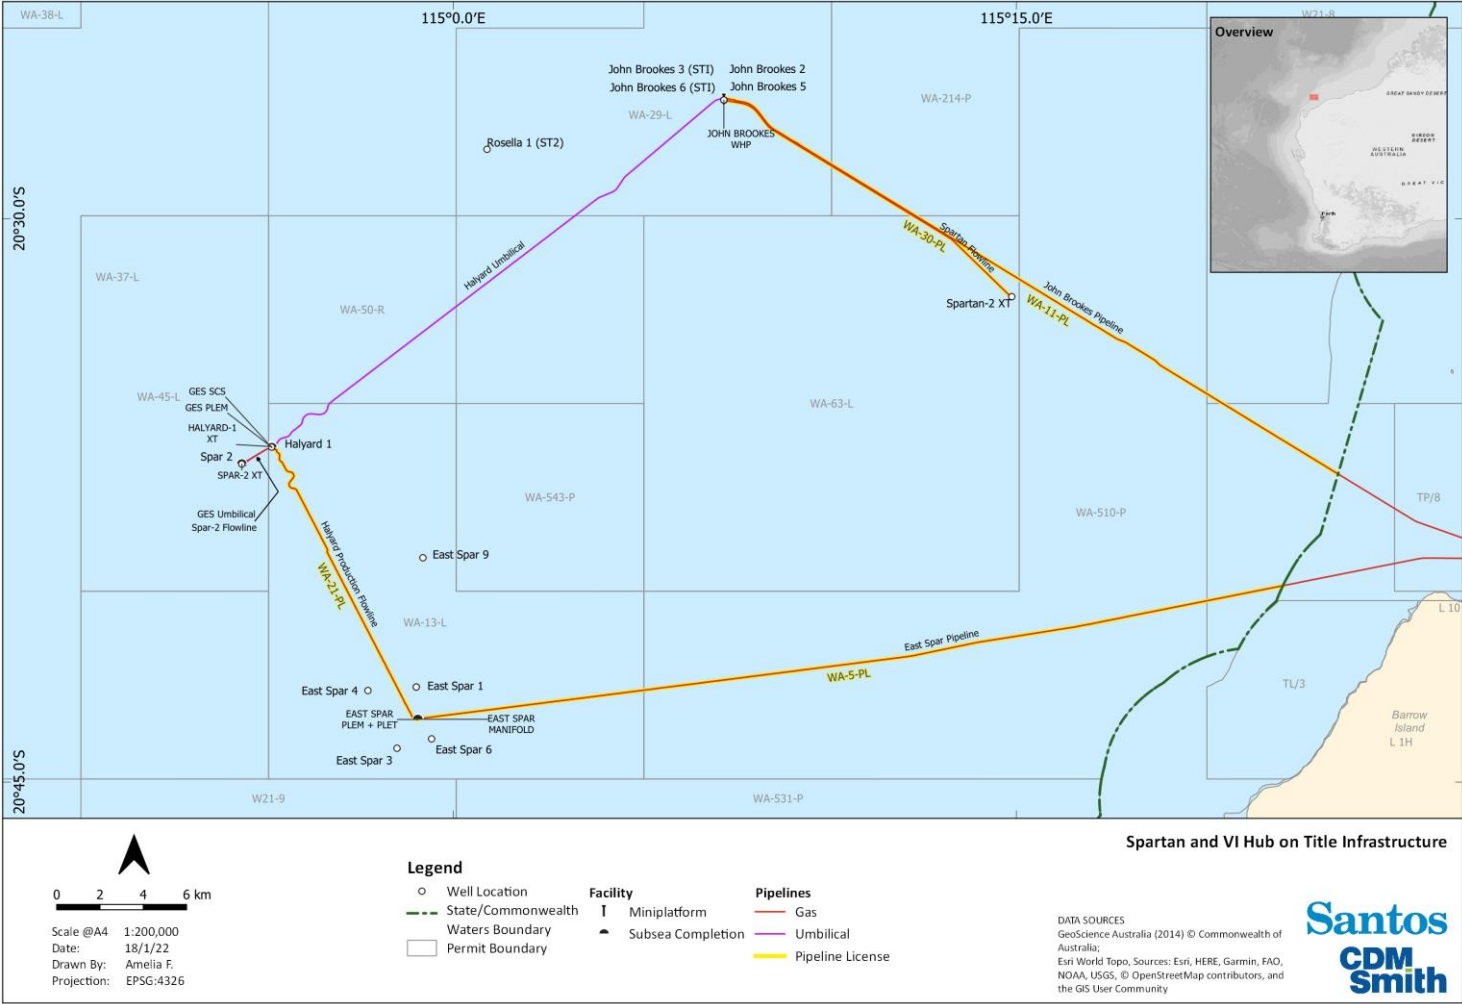 WA-38-L
115°0.0'E
115°15.0'E
W21-8
Overview
GREAT SANDY DESERT
GIBSON
DESERT
WESTERN
AUSTRALIA
GREAT VIC
Perth
John Brookes 3 (STI)
John Brookes 2
John Brookes 6 (STI)
John Brookes 5
WA-214-P
WA-29-L
JOHN BROOKES
WHP
Rosella 1 (ST2)
20°30.0'S
Halyard Umbilical
WA-30-PL
Spartan Flowline
WA-37-L
WA-50-R
Spartan-2 XT
WA-11-PL
John Brookes Pipeline
GES SCS
WA-45-L
GES PLEM
WA-63-L
HALYARD-1
XT
Halyard 1
Spar 2
SPAR-2 XT
WA-543-P
TP/8
GES Umbilical
Spar-2 Flowline
WA-510-P
Halyard Production Flowline
WA-21-PL
East Spar 9
WA-13-L
L 10
East Spar Pipeline
WA-5-PL
East Spar 4
East Spar 1
TL/3
EAST SPAR
PLEM + PLET
EAST SPAR
MANIFOLD
Barrow
Island
L 1H
East Spar 6
East Spar 3
20°45.0'S
W21-9
WA-531-P
Spartan and VI Hub on Title Infrastructure
0 2 4 6 km
Scale @A4 1:200,000
Date: 18/1/22
Drawn By: Amelia F.
Projection: EPSG:4326
Legend
Well Location
State/Commonwealth
Waters Boundary
Permit Boundary
Facility
Miniplatform
Subsea Completion
Pipelines
Gas
Umbilical
Pipeline License
DATA SOURCES
GeoScience Australia (2014) © Commonwealth of
Australia;
Esri World Topo, Sources: Esri, HERE, Garmin, FAO,
NOAA, USGS, © OpenStreetMap contributors, and
the GIS User Community
Santos
CDM
Smith